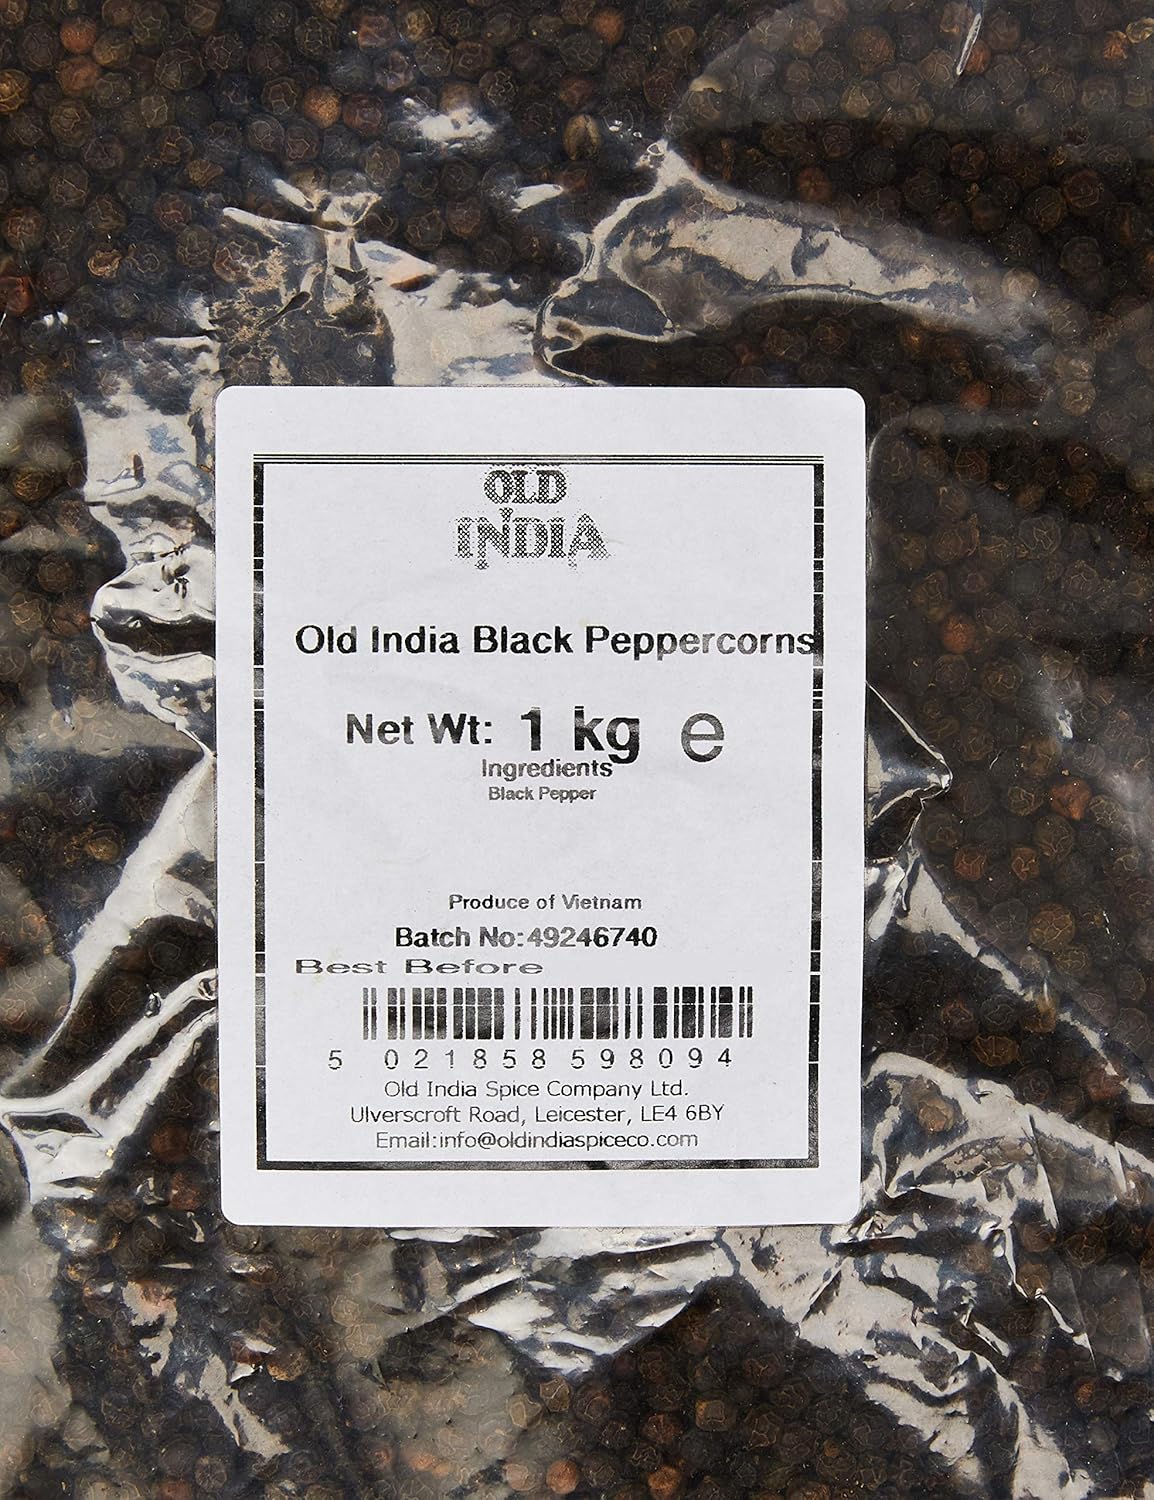 OLD
INDIA
Old India Black Peppercorns
Net Wt: 1 kg e
Ingredients
Black Pepper
Produce of Vietnam
Batch No:49246740
Best Before
5 021858 598094
Old India Spice Company Ltd.
Ulverscroft Road, Leicester, LE4 6BY
Email:info@oldindiaspiceco.com